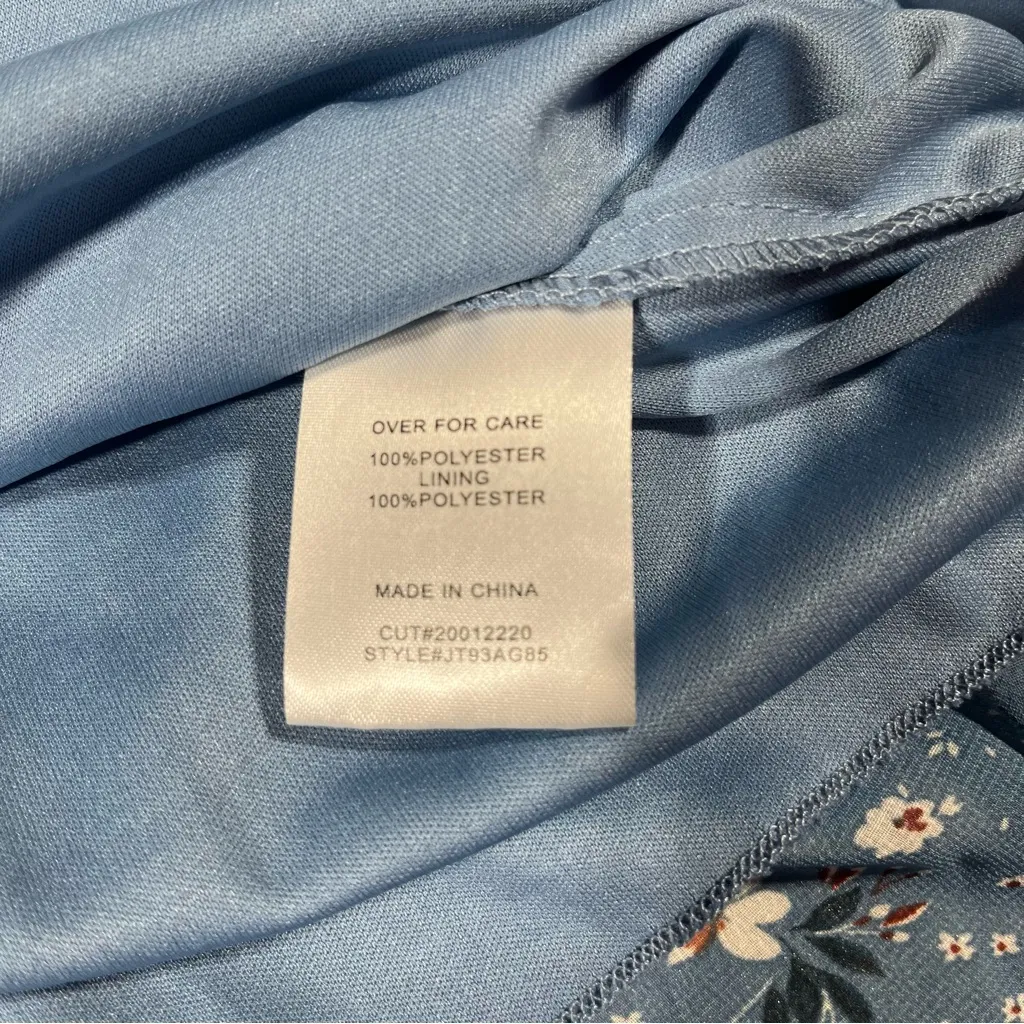 OVER FOR CARE
100%POLYESTER
LINING
100%POLYESTER
MADE IN CHINA
CUT#20012220
STYLE#JT93AG85